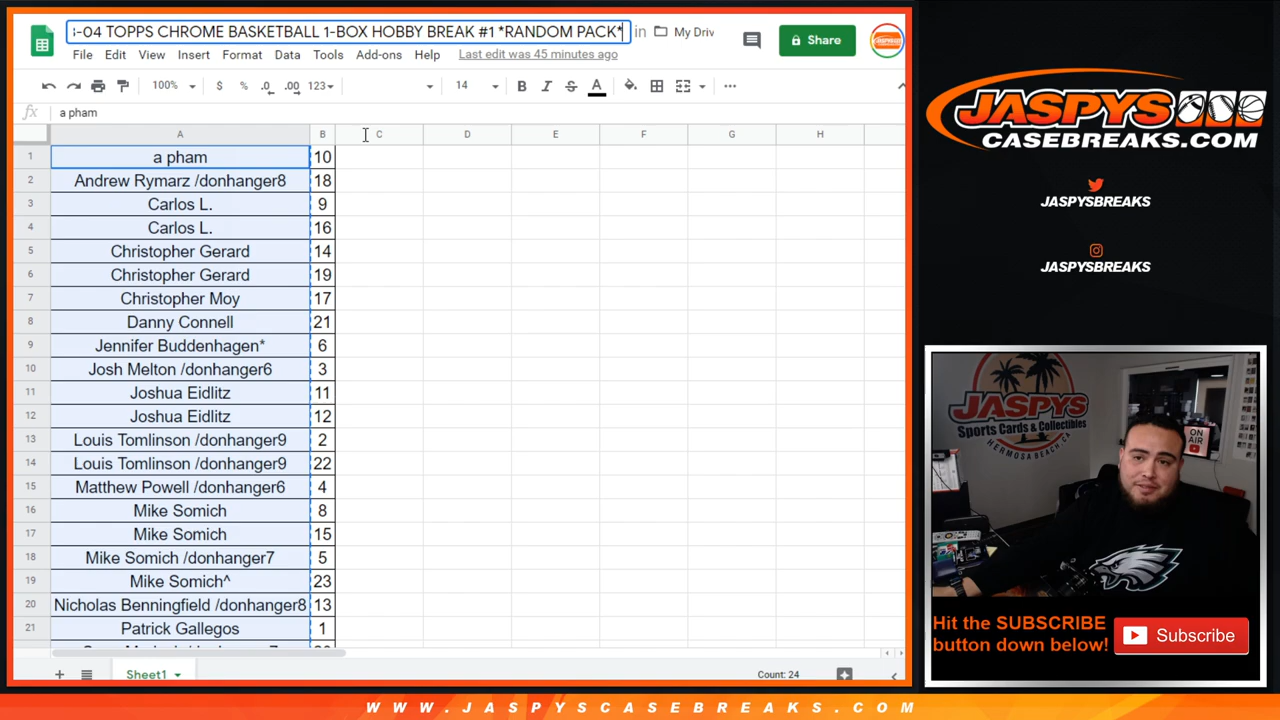 -04 TOPPS CHROME BASKETBALL 1-BOX HOBBY BREAK #1 *RANDOM PACK*
in My Driv
Share
File Edit View Insert Format Data Tools Add-ons Help Last edit was 45 minutes ago
100% $ % .0 .00 123 14 B I S A
fx a pham
A B C D E F G H
1 a pham 10
2 Andrew Rymarz /donhanger8 18
3 Carlos L. 9
4 Carlos L. 16
5 Christopher Gerard 14
6 Christopher Gerard 19
7 Christopher Moy 17
8 Danny Connell 21
9 Jennifer Buddenhagen* 6
10 Josh Melton /donhanger6 3
11 Joshua Eidlitz 11
12 Joshua Eidlitz 12
13 Louis Tomlinson /donhanger9 2
14 Louis Tomlinson /donhanger9 22
15 Matthew Powell /donhanger6 4
16 Mike Somich 8
17 Mike Somich 15
18 Mike Somich /donhanger7 5
19 Mike Somich^ 23
20 Nicholas Benningfield /donhanger8 13
21 Patrick Gallegos 1
Sheet1
Count: 24
JASPYS
CASEBREAKS.COM
JASPYSBREAKS
JASPYSBREAKS
JASPYS
Sports Cards & Collectibles
HERMOSA BEACH, CA
ON AIR
Hit the SUBSCRIBE
button down below!
Subscribe
WWW.JASPYSCASEBREAKS.COM